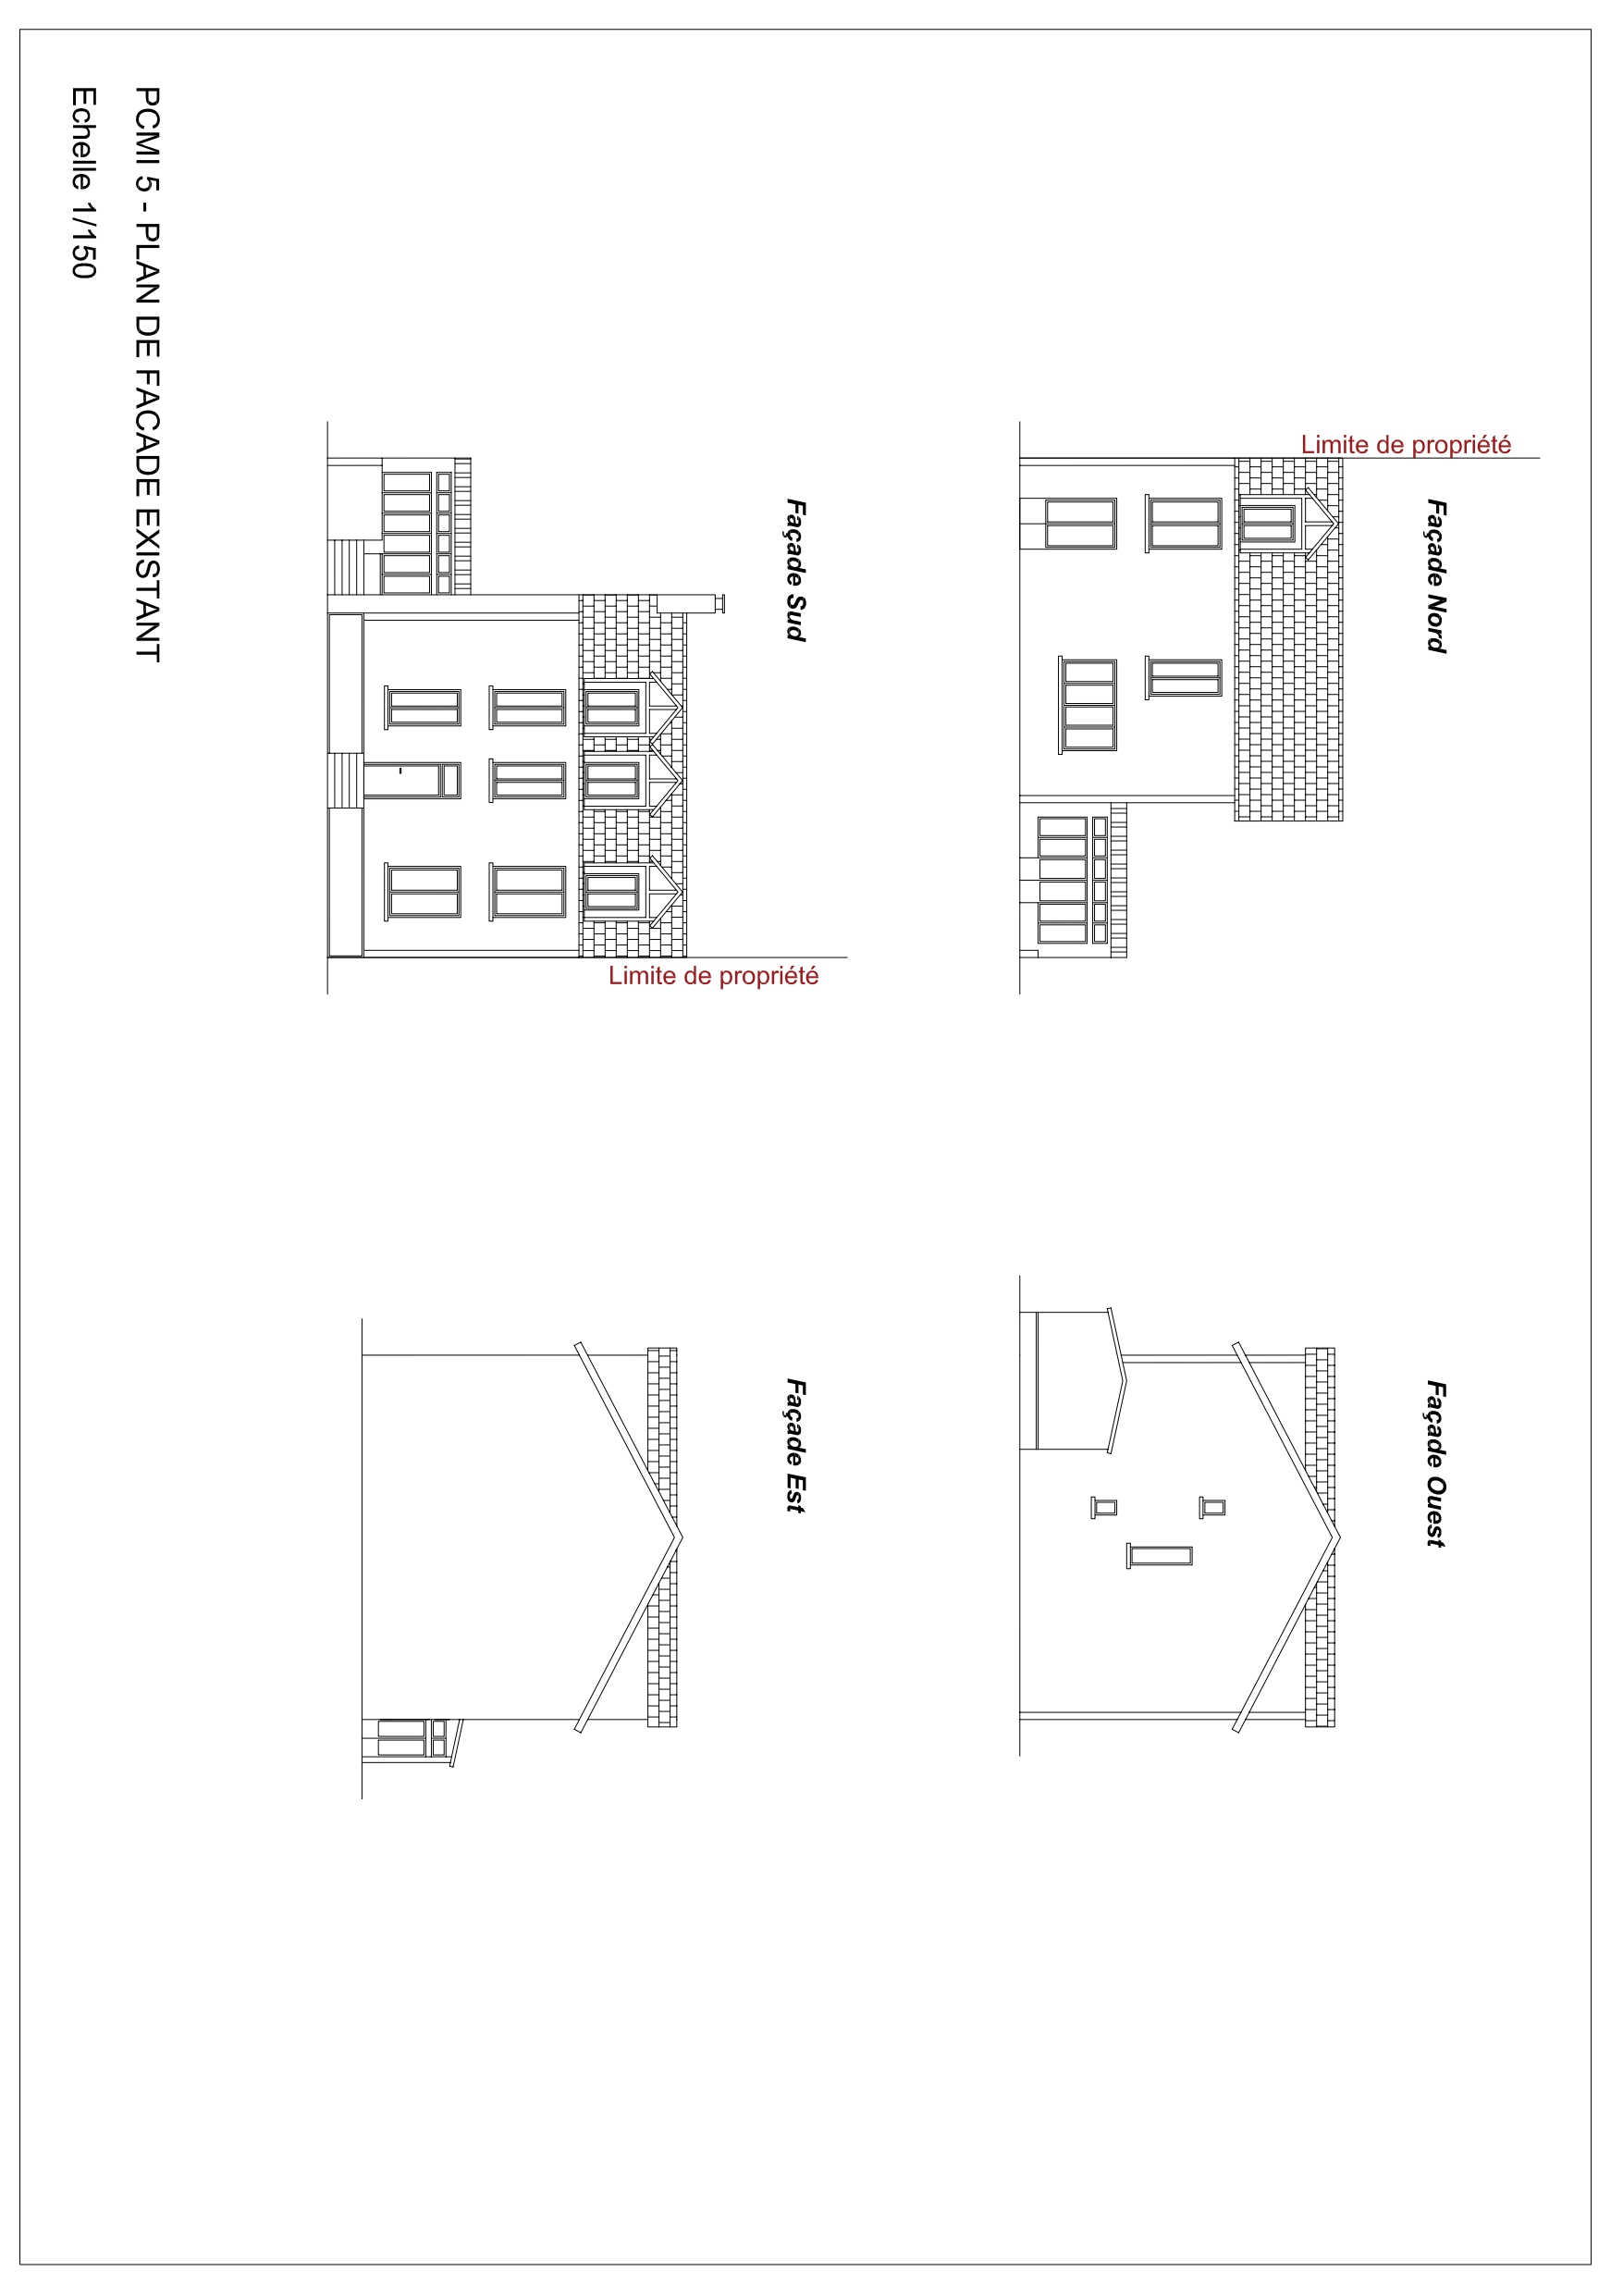 Limite de propriété
Façade Nord
Façade Ouest
Façade Sud
Limite de propriété
Façade Est
PCMI 5 - PLAN DE FACADE EXISTANT
Echelle 1/150